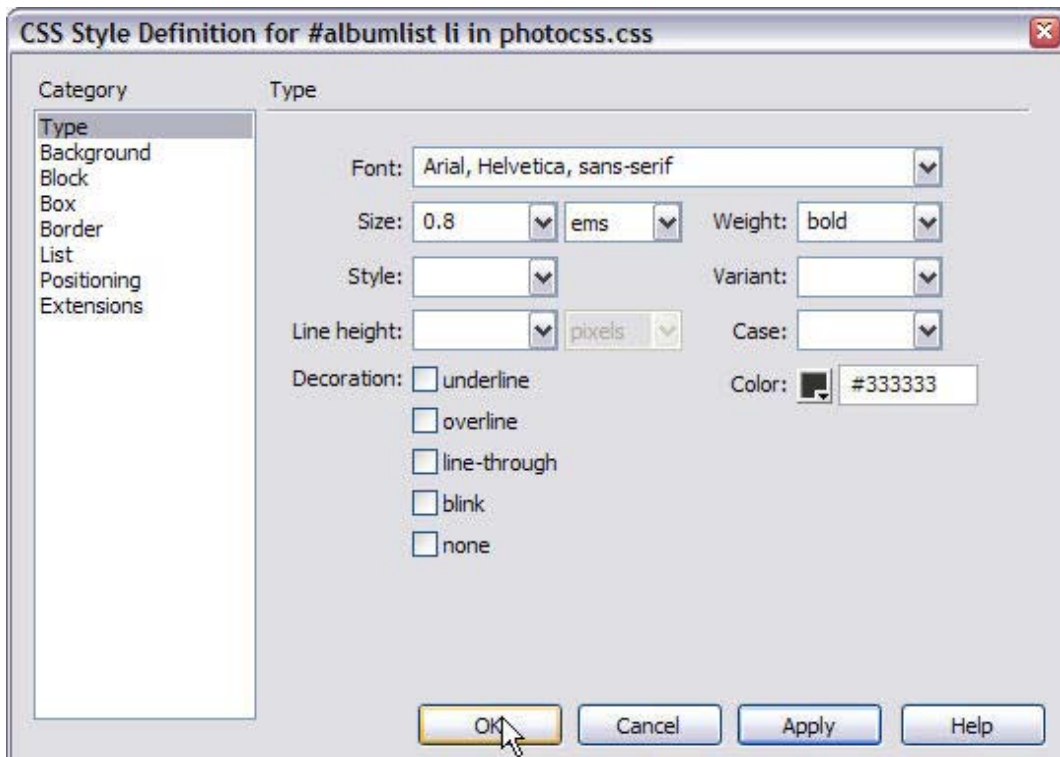 CSS Style Definition for #albumlist li in photocss.css
Category
Type
Background
Block
Box
Border
List
Positioning
Extensions
Type
Font: Arial, Helvetica, sans-serif
Size: 0.8 ems Weight: bold
Style: Variant:
Line height: pixels Case:
Decoration: underline Color: #333333
overline
line-through
blink
none
OK Cancel Apply Help